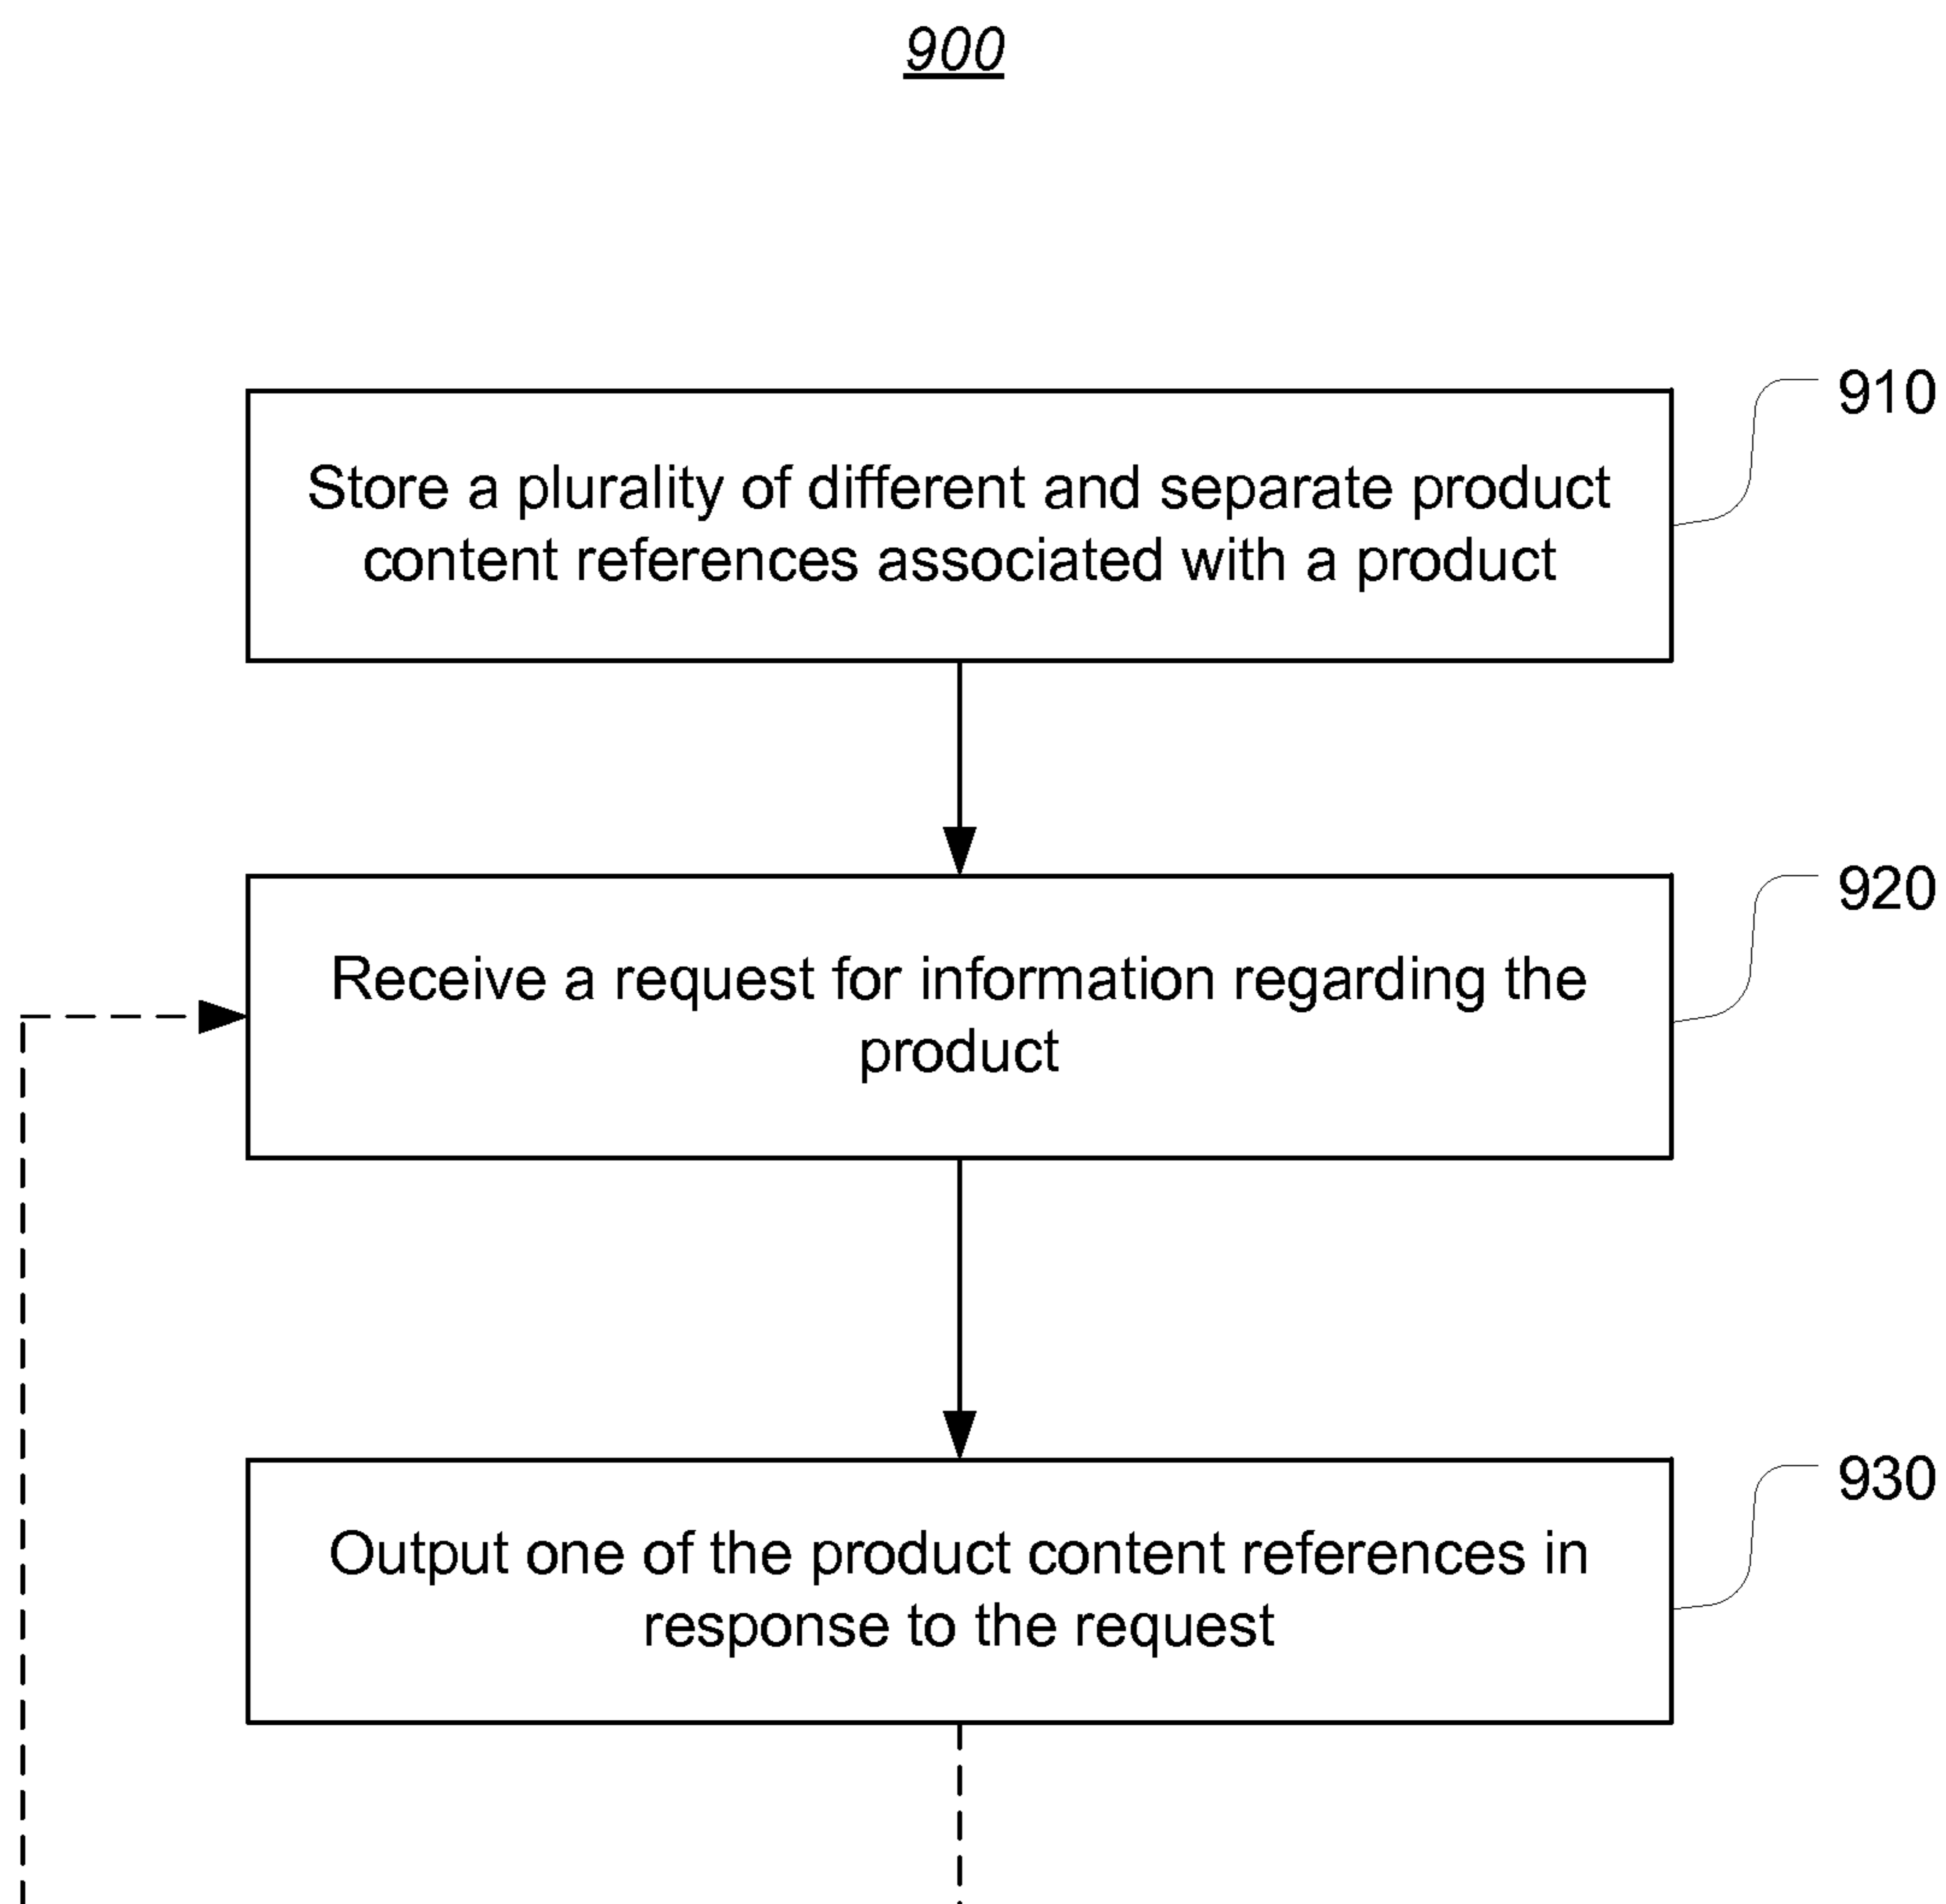 900
910
Store a plurality of different and separate product
content references associated with a product
920
Receive a request for information regarding the
product
930
Output one of the product content references in
response to the request